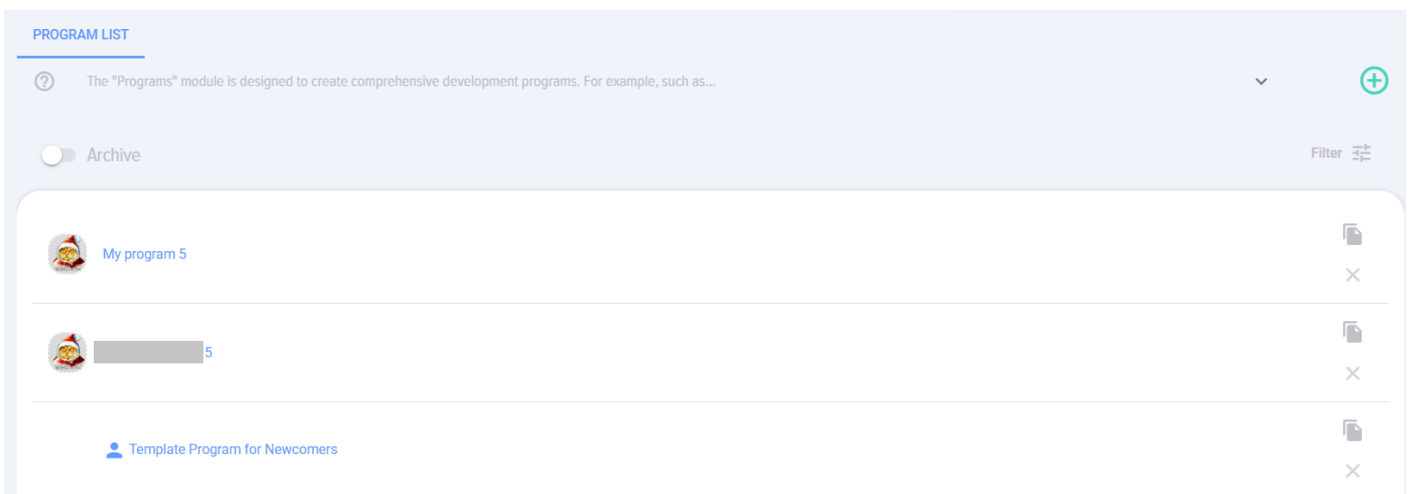 PROGRAM LIST
The "Programs" module is designed to create comprehensive development programs. For example, such as...
Archive
Filter
My program 5
5
Template Program for Newcomers